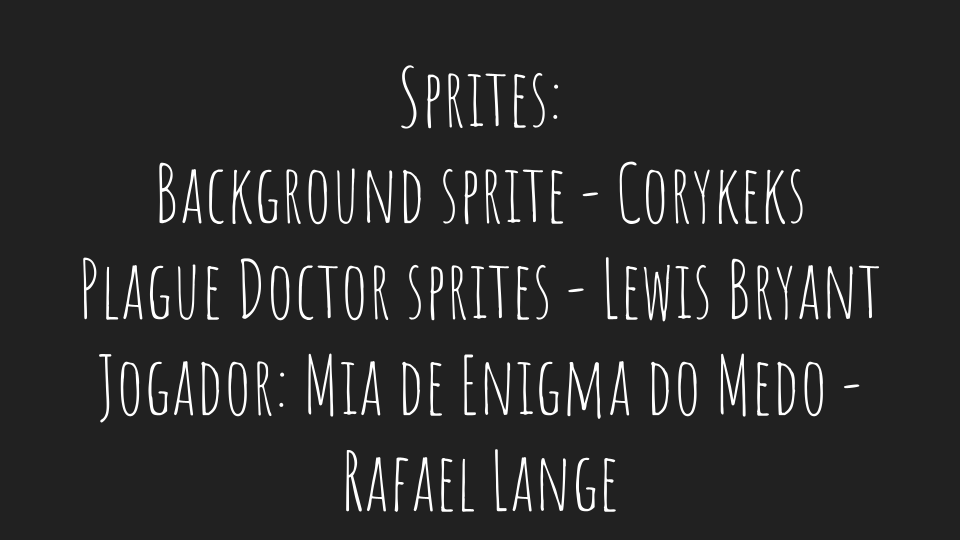 Sprites:
Background sprite - Corykeks
Plague Doctor sprites - Lewis Bryant
Jogador: Mia de Enigma do Medo -
Rafael Lange